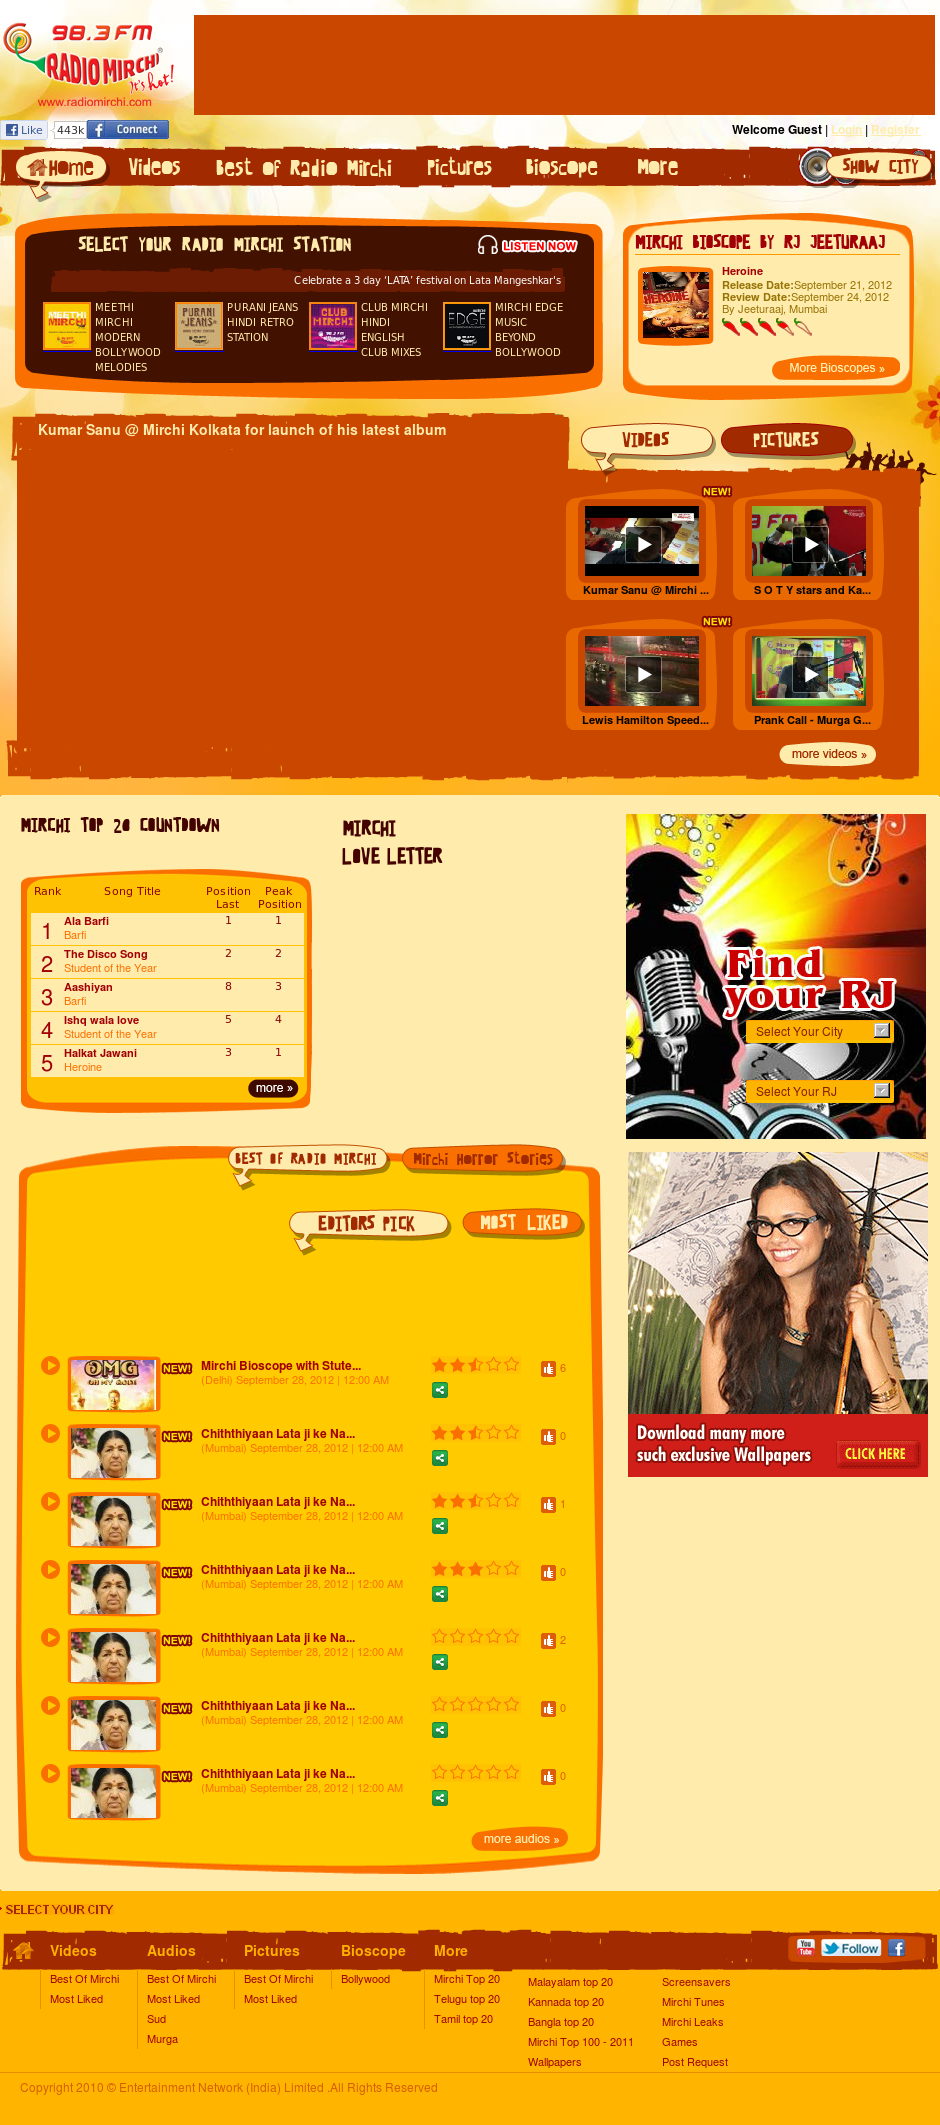 98.3 FM
RADIO MIRCHI
it's hot!
www.radiomirchi.com
Like 443k Connect
Welcome Guest | Login | Register
Home Videos Best of Radio Mirchi Pictures Bioscope More SHOW CITY
SELECT YOUR RADIO MIRCHI STATION
LISTEN NOW
Celebrate a 3 day 'LATA' festival on Lata Mangeshkar's
MEETHI MIRCHI
MEETHI
MIRCHI
MODERN
BOLLYWOOD
MELODIES
PURANI JEANS
PURANI JEANS
HINDI RETRO
STATION
CLUB MIRCHI
CLUB MIRCHI
HINDI
ENGLISH
CLUB MIXES
EDGE
MIRCHI EDGE
MUSIC
BEYOND
BOLLYWOOD
MIRCHI BIOSCOPE BY RJ JEETURAAJ
HEROINE
Heroine
Release Date:September 21, 2012
Review Date:September 24, 2012
By Jeeturaaj, Mumbai
More Bioscopes »
Kumar Sanu @ Mirchi Kolkata for launch of his latest album
VIDEOS PICTURES
NEW!
Kumar Sanu @ Mirchi ...
S O T Y stars and Ka...
NEW!
Lewis Hamilton Speed...
Prank Call - Murga G...
more videos »
MIRCHI TOP 20 COUNTDOWN
Rank Song Title Position Last Peak Position
1 Ala Barfi 1 1
Barfi
2 The Disco Song 2 2
Student of the Year
3 Aashiyan 8 3
Barfi
4 Ishq wala love 5 4
Student of the Year
5 Halkat Jawani 3 1
Heroine
more »
MIRCHI
LOVE LETTER
Find
your RJ
Select Your City
Select Your RJ
Download many more
such exclusive Wallpapers
CLICK HERE
BEST OF RADIO MIRCHI Mirchi Horror Stories
EDITORS PICK MOST LIKED
OMG OH MY GOD! NEW! Mirchi Bioscope with Stute... 6
(Delhi) September 28, 2012 | 12:00 AM
NEW! Chiththiyaan Lata ji ke Na... 0
(Mumbai) September 28, 2012 | 12:00 AM
NEW! Chiththiyaan Lata ji ke Na... 1
(Mumbai) September 28, 2012 | 12:00 AM
NEW! Chiththiyaan Lata ji ke Na... 0
(Mumbai) September 28, 2012 | 12:00 AM
NEW! Chiththiyaan Lata ji ke Na... 2
(Mumbai) September 28, 2012 | 12:00 AM
NEW! Chiththiyaan Lata ji ke Na... 0
(Mumbai) September 28, 2012 | 12:00 AM
NEW! Chiththiyaan Lata ji ke Na... 0
(Mumbai) September 28, 2012 | 12:00 AM
more audios »
SELECT YOUR CITY
Videos Audios Pictures Bioscope More You Tube Follow
Best Of Mirchi
Most Liked
Best Of Mirchi
Most Liked
Sud
Murga
Best Of Mirchi
Most Liked
Bollywood
Mirchi Top 20
Telugu top 20
Tamil top 20
Malayalam top 20
Kannada top 20
Bangla top 20
Mirchi Top 100 - 2011
Wallpapers
Screensavers
Mirchi Tunes
Mirchi Leaks
Games
Post Request
Copyright 2010 © Entertainment Network (India) Limited .All Rights Reserved